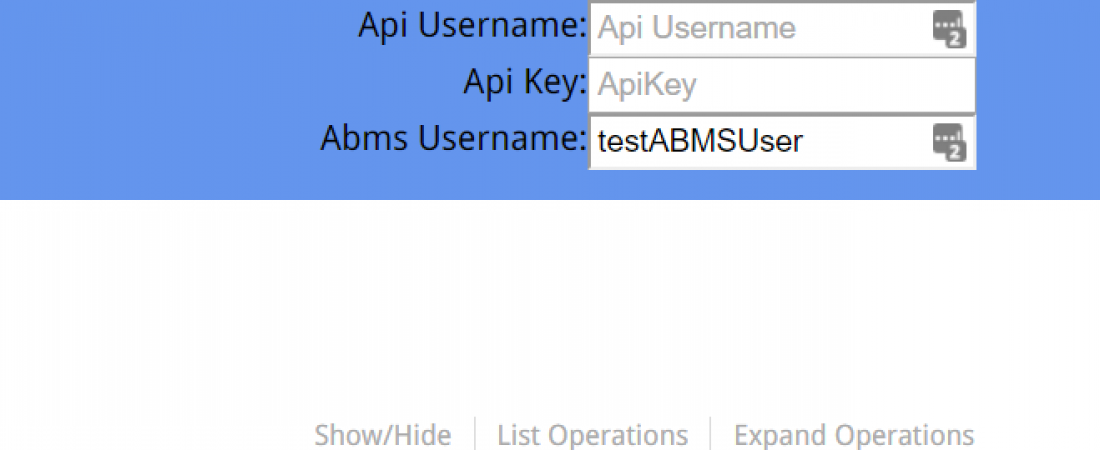 Api Username: Api Username
Api Key: ApiKey
Abms Username: testABMSUser
Show/Hide List Operations Expand Operations